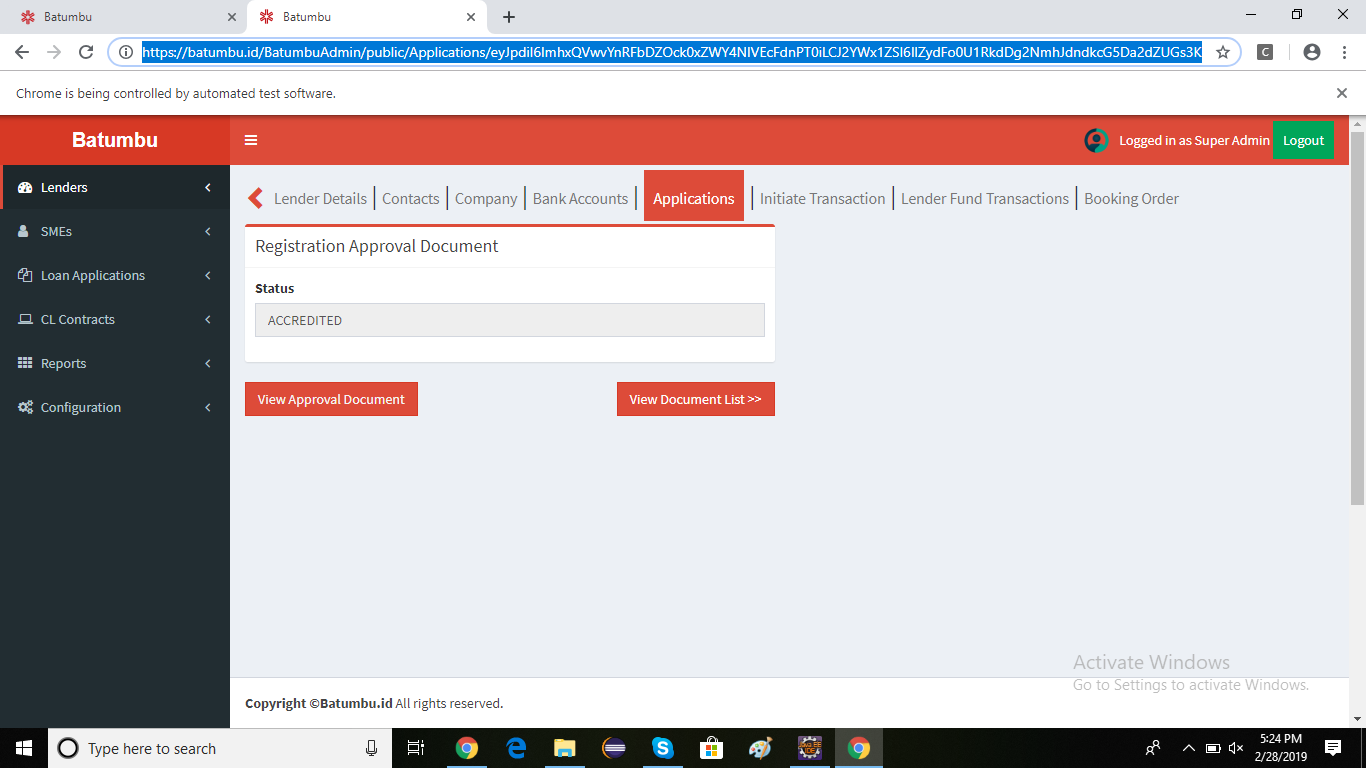 Batumbu
Batumbu
https://batumbu.id/BatumbuAdmin/public/Applications/
Chrome is being controlled by automated test software.
Batumbu
Logged in as Super Admin
Logout
Lenders
SMEs
Loan Applications
CL Contracts
Reports
Configuration
Lender Details
Contacts
Company
Bank Accounts
Applications
Initiate Transaction
Lender Fund Transactions
Booking Order
Registration Approval Document
Status
ACCREDITED
View Approval Document
View Document List >>
Activate Windows
Go to Settings to activate Windows.
Copyright ©Batumbu.id All rights reserved.
Type here to search
5:24 PM
2/28/2019